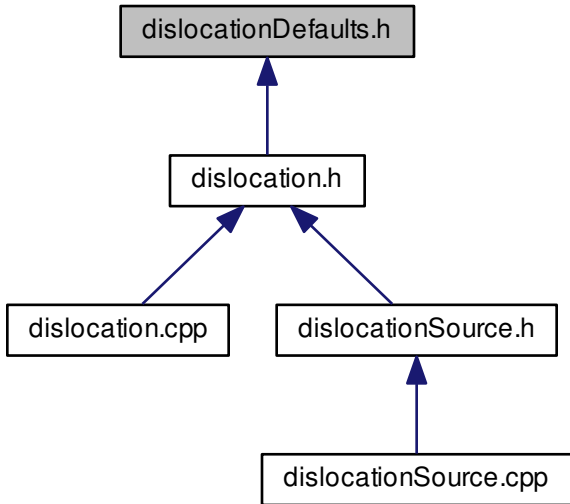 dislocationDefaults.h
dislocation.h
dislocation.cpp
dislocationSource.h
dislocationSource.cpp